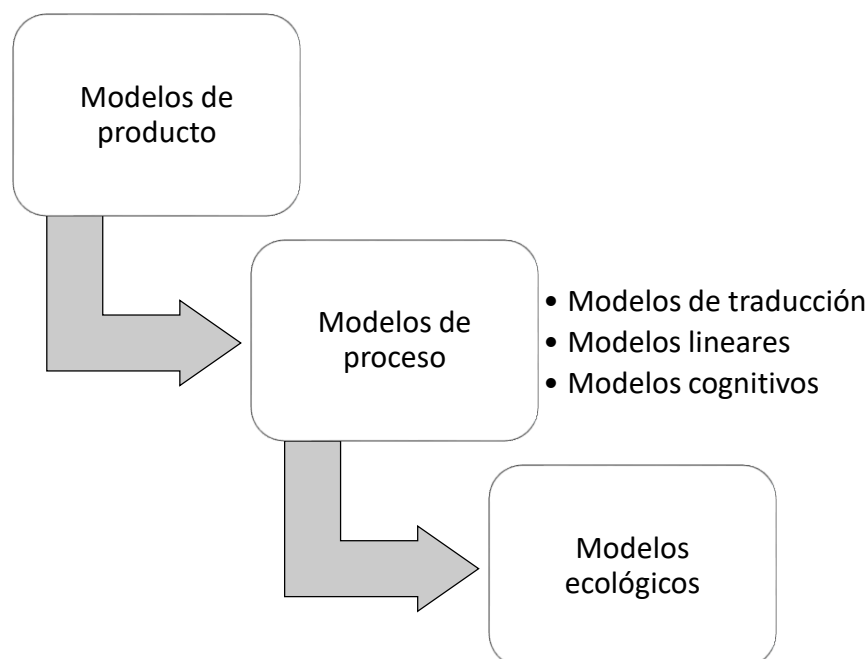 Modelos de
producto
Modelos de
proceso
• Modelos de traducción
• Modelos lineares
• Modelos cognitivos
Modelos
ecológicos